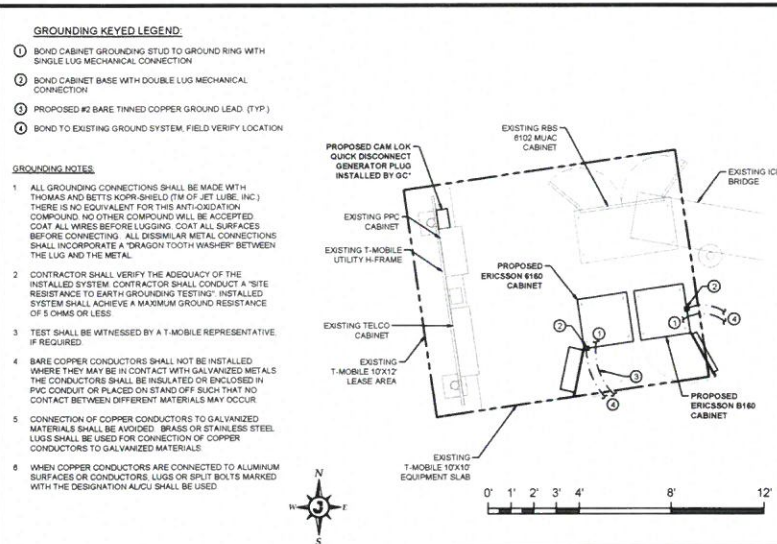 GROUNDING KEYED LEGEND:
1 BOND CABINET GROUNDING STUD TO GROUND RING WITH
SINGLE LUG MECHANICAL CONNECTION
2 BOND CABINET BASE WITH DOUBLE LUG MECHANICAL
CONNECTION
3 PROPOSED #2 BARE TINNED COPPER GROUND LEAD (TYP.)
4 BOND TO EXISTING GROUND SYSTEM, FIELD VERIFY LOCATION
GROUNDING NOTES:
1 ALL GROUNDING CONNECTIONS SHALL BE MADE WITH
THOMAS AND BETTS KOPR-SHIELD (TM OF JET LUBE, INC.)
THERE IS NO EQUIVALENT FOR THIS ANTI-OXIDATION
COMPOUND. NO OTHER COMPOUND WILL BE ACCEPTED
COAT ALL WIRES BEFORE LUGGING. COAT ALL SURFACES
BEFORE CONNECTING. ALL DISSIMILAR METAL CONNECTIONS
SHALL INCORPORATE A "DRAGON TOOTH WASHER" BETWEEN
THE LUG AND THE METAL.
2 CONTRACTOR SHALL VERIFY THE ADEQUACY OF THE
INSTALLED SYSTEM. CONTRACTOR SHALL CONDUCT A "SITE
RESISTANCE TO EARTH GROUNDING TESTING". INSTALLED
SYSTEM SHALL ACHIEVE A MAXIMUM GROUND RESISTANCE
OF 5 OHMS OR LESS.
3 TEST SHALL BE WITNESSED BY A T-MOBILE REPRESENTATIVE,
IF REQUIRED.
4 BARE COPPER CONDUCTORS SHALL NOT BE INSTALLED
WHERE THEY MAY BE IN CONTACT WITH GALVANIZED METALS
THE CONDUCTORS SHALL BE INSULATED OR ENCLOSED IN
PVC CONDUIT OR PLACED ON STAND OFF SUCH THAT NO
CONTACT BETWEEN DIFFERENT MATERIALS MAY OCCUR.
5 CONNECTION OF COPPER CONDUCTORS TO GALVANIZED
MATERIALS SHALL BE AVOIDED. BRASS OR STAINLESS STEEL
LUGS SHALL BE USED FOR CONNECTION OF COPPER
CONDUCTORS TO GALVANIZED MATERIALS.
6 WHEN COPPER CONDUCTORS ARE CONNECTED TO ALUMINUM
SURFACES OR CONDUCTORS, LUGS OR SPLIT BOLTS MARKED
WITH THE DESIGNATION AL/CU SHALL BE USED
EXISTING RBS
6102 MUAC
CABINET
PROPOSED CAM LOK
QUICK DISCONNECT
GENERATOR PLUG
INSTALLED BY GC*
EXISTING ICE
BRIDGE
EXISTING PPC
CABINET
EXISTING T-MOBILE
UTILITY H-FRAME
PROPOSED
ERICSSON 6160
CABINET
EXISTING TELCO
CABINET
EXISTING
T-MOBILE 10'X12'
LEASE AREA
2
1
4
2
1
3
4
PROPOSED
ERICSSON B160
CABINET
EXISTING
T-MOBILE 10'X10'
EQUIPMENT SLAB
N
W J E
S
0' 1' 2' 3' 4' 8' 12'